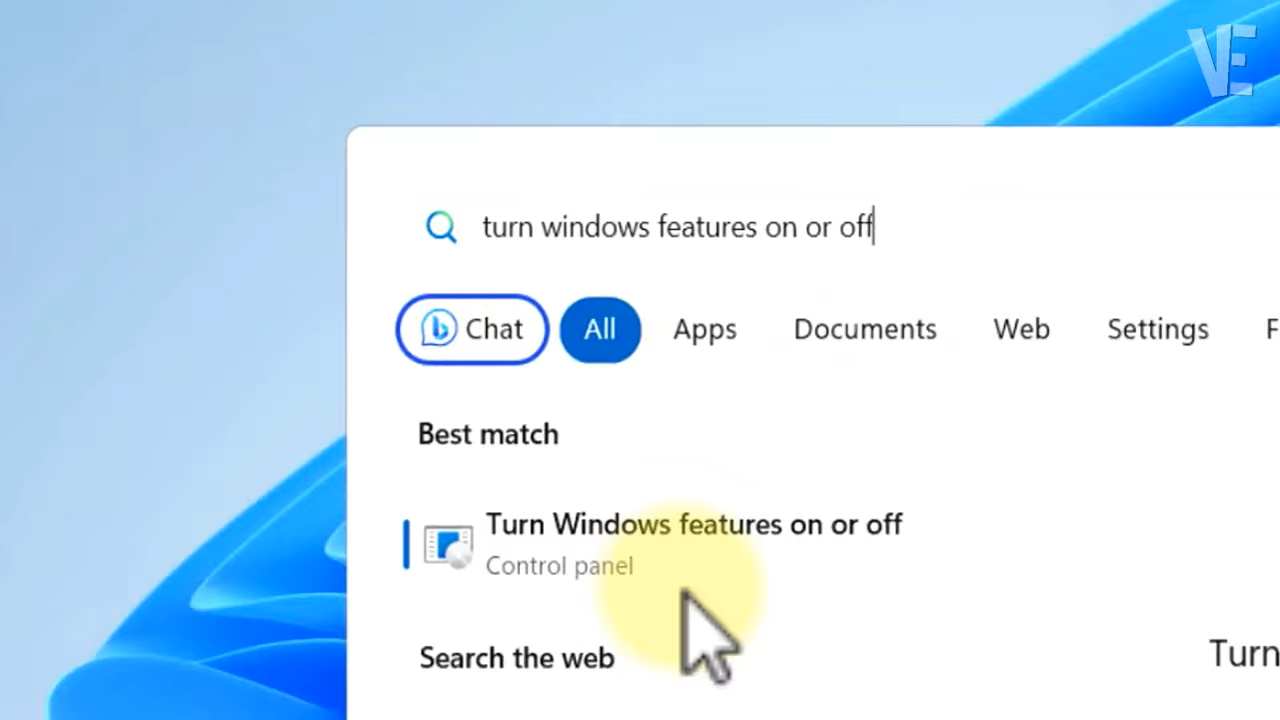 VE
turn windows features on or off
Chat All Apps Documents Web Settings F
Best match
Turn Windows features on or off
Control panel
Search the web
Turn